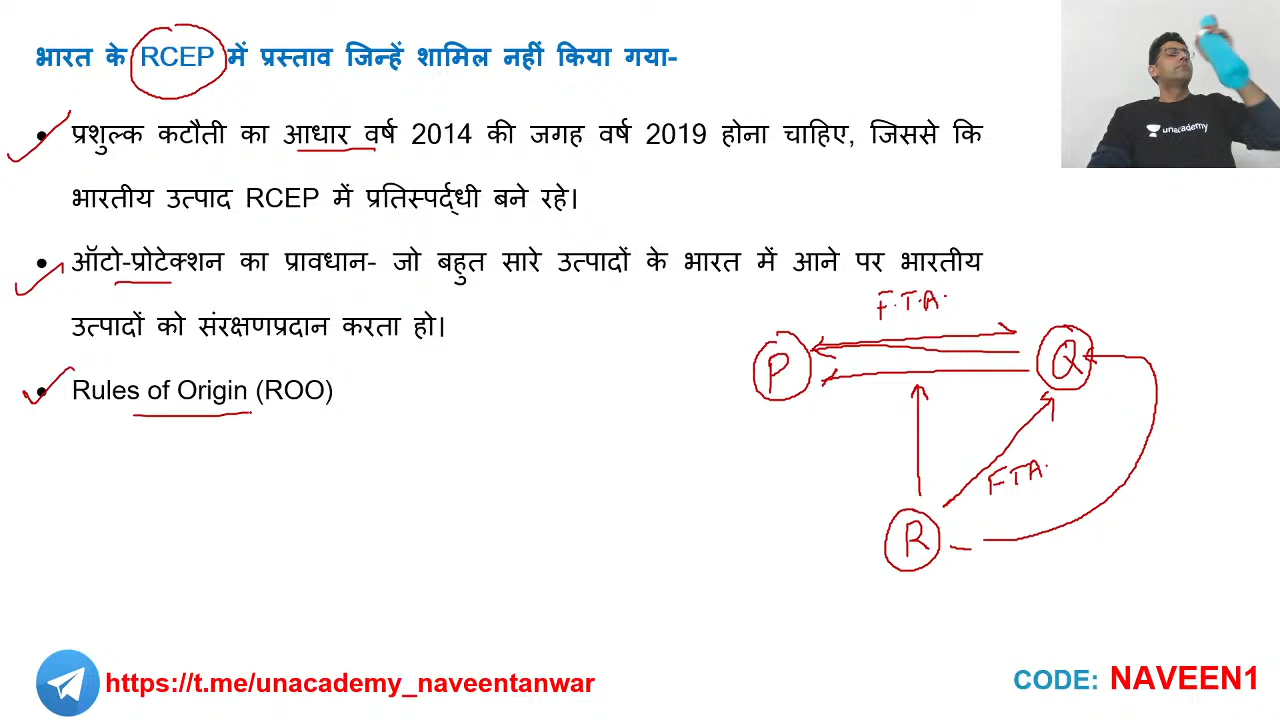 भारत के RCEP में प्रस्ताव जिन्हें शामिल नहीं किया गया-
unacademy
• प्रशुल्क कटौती का आधार वर्ष 2014 की जगह वर्ष 2019 होना चाहिए, जिससे कि
भारतीय उत्पाद RCEP में प्रतिस्पर्द्धी बने रहे।
• ऑटो-प्रोटेक्शन का प्रावधान- जो बहुत सारे उत्पादों के भारत में आने पर भारतीय
उत्पादों को संरक्षणप्रदान करता हो।
F.T.A.
P
Q
• Rules of Origin (ROO)
FTA.
R
https://t.me/unacademy_naveentanwar
CODE: NAVEEN1